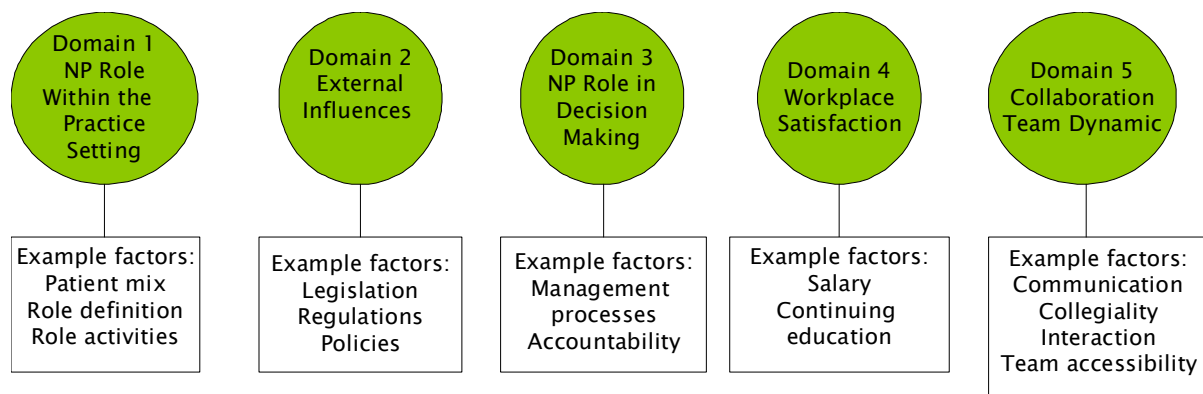 Domain 1
NP Role
Within the
Practice
Setting
Domain 2
External
Influences
Domain 3
NP Role in
Decision
Making
Domain 4
Workplace
Satisfaction
Domain 5
Collaboration
Team Dynamic
Example factors:
Patient mix
Role definition
Role activities
Example factors:
Legislation
Regulations
Policies
Example factors:
Management
processes
Accountability
Example factors:
Salary
Continuing
education
Example factors:
Communication
Collegiality
Interaction
Team accessibility